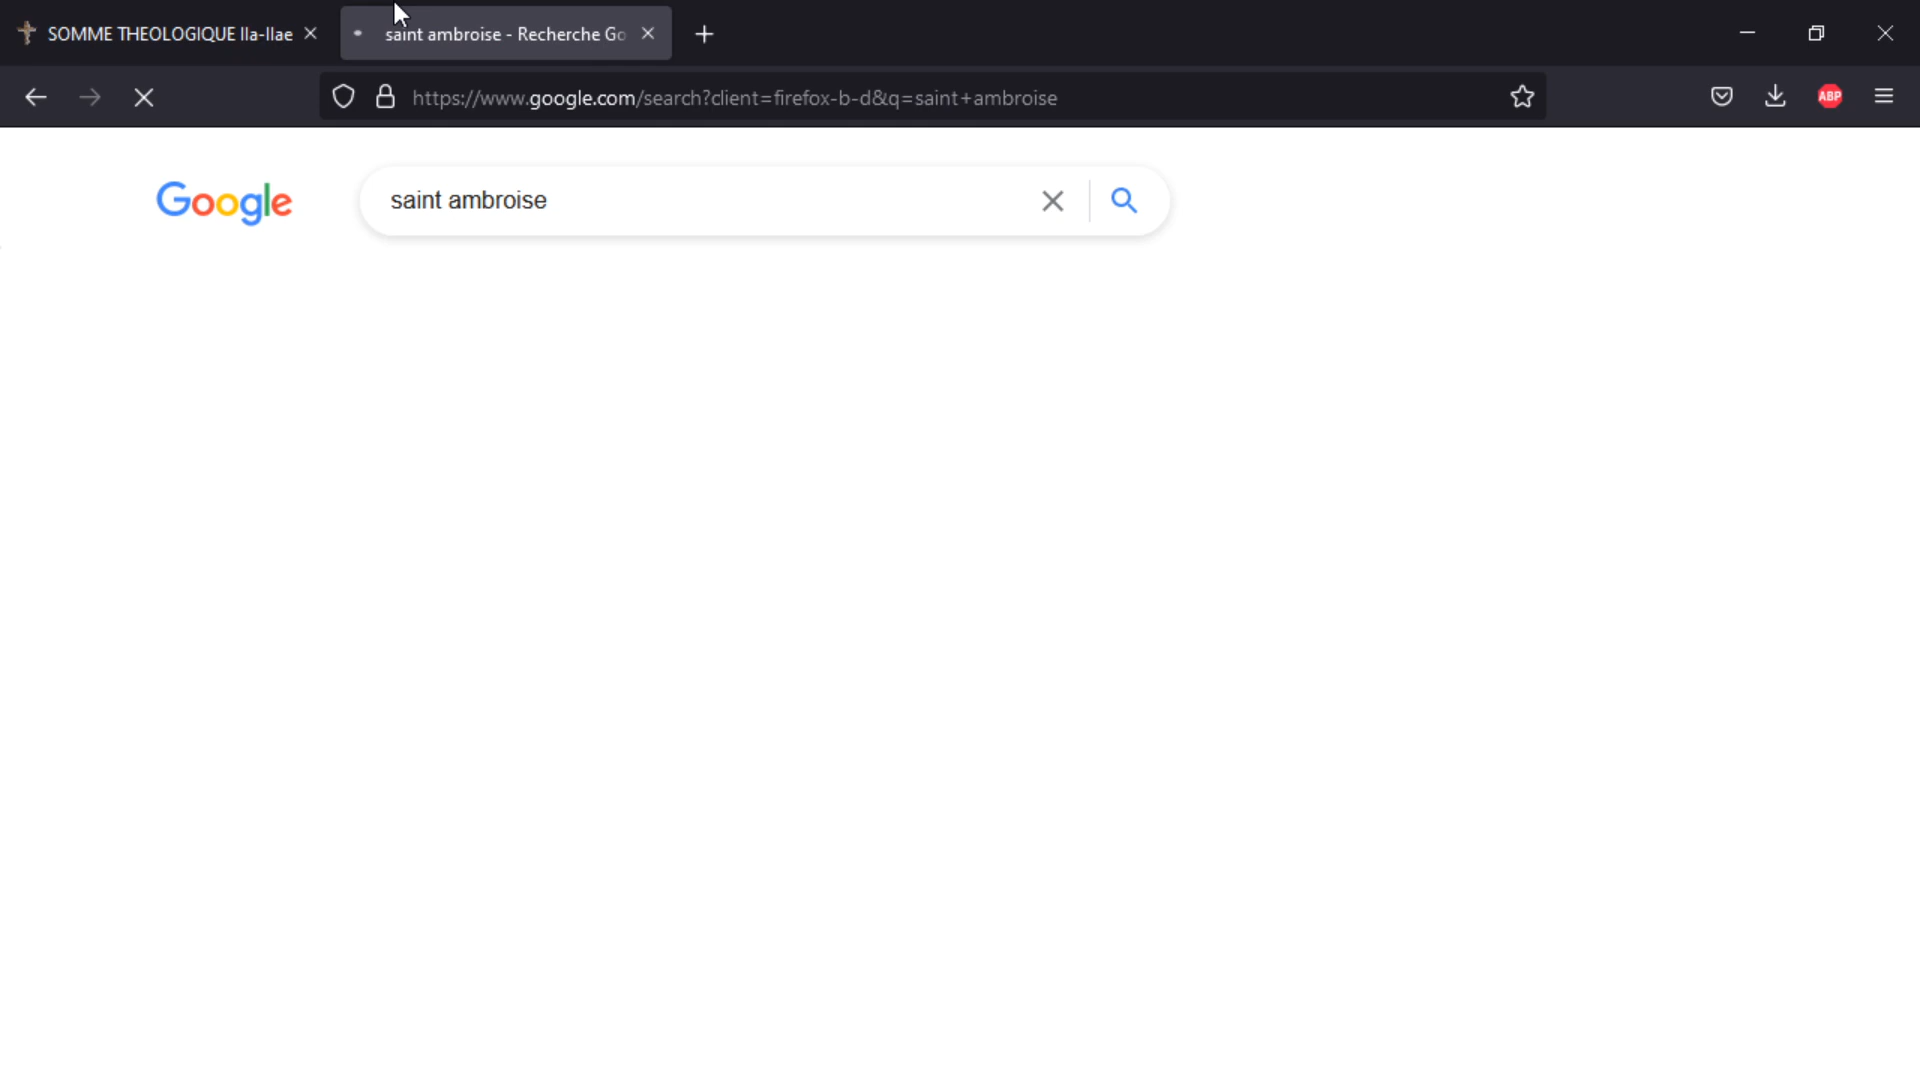 SOMME THEOLOGIQUE IIa-IIae
saint ambroise - Recherche Go
https://www.google.com/search?client=firefox-b-d&q=saint+ambroise
ABP
Google
saint ambroise